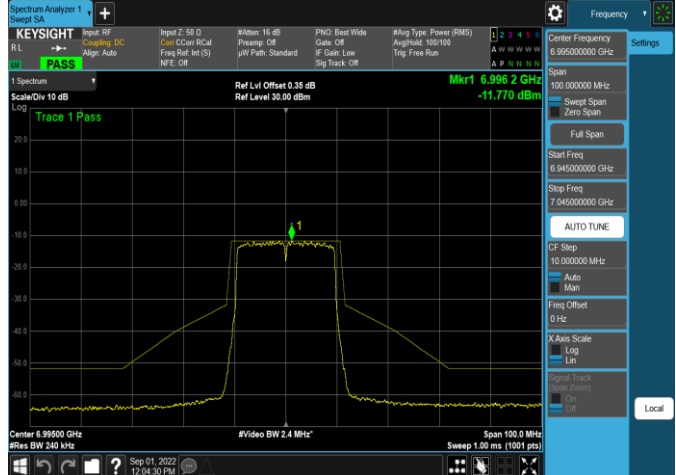 Spectrum Analyzer 1
Swept SA
Frequency
KEYSIGHT
Input: RF
Coupling: DC
Align: Auto
Input Z: 50 Ω
Corr CCorr RCal
Freq Ref: Int (S)
NFE: Off
#Atten: 16 dB
Preamp: Off
µW Path: Standard
PNO: Best Wide
Gate: Off
IF Gain: Low
Sig Track: Off
#Avg Type: Power (RMS)
Avg|Hold: 100/100
Trig: Free Run
1 2 3 4 5 6
A W W W W W
A P N N N N
RL
LV PASS
1 Spectrum
Scale/Div 10 dB
Log
Ref Lvl Offset 0.35 dB
Ref Level 30.00 dBm
Mkr1 6.996 2 GHz
-11.770 dBm
Trace 1 Pass
20.0
10.0
0.00
-10.0
-20.0
-30.0
-40.0
-50.0
-60.0
1
Center 6.99500 GHz
#Res BW 240 kHz
#Video BW 2.4 MHz*
Span 100.0 MHz
Sweep 1.00 ms (1001 pts)
Center Frequency
6.995000000 GHz
Settings
Span
100.000000 MHz
Swept Span
Zero Span
Full Span
Start Freq
6.945000000 GHz
Stop Freq
7.045000000 GHz
AUTO TUNE
CF Step
10.000000 MHz
Auto
Man
Freq Offset
0 Hz
X Axis Scale
Log
Lin
Signal Track
(Span Zoom)
On
Off
Local
?
Sep 01, 2022
12:04:30 PM